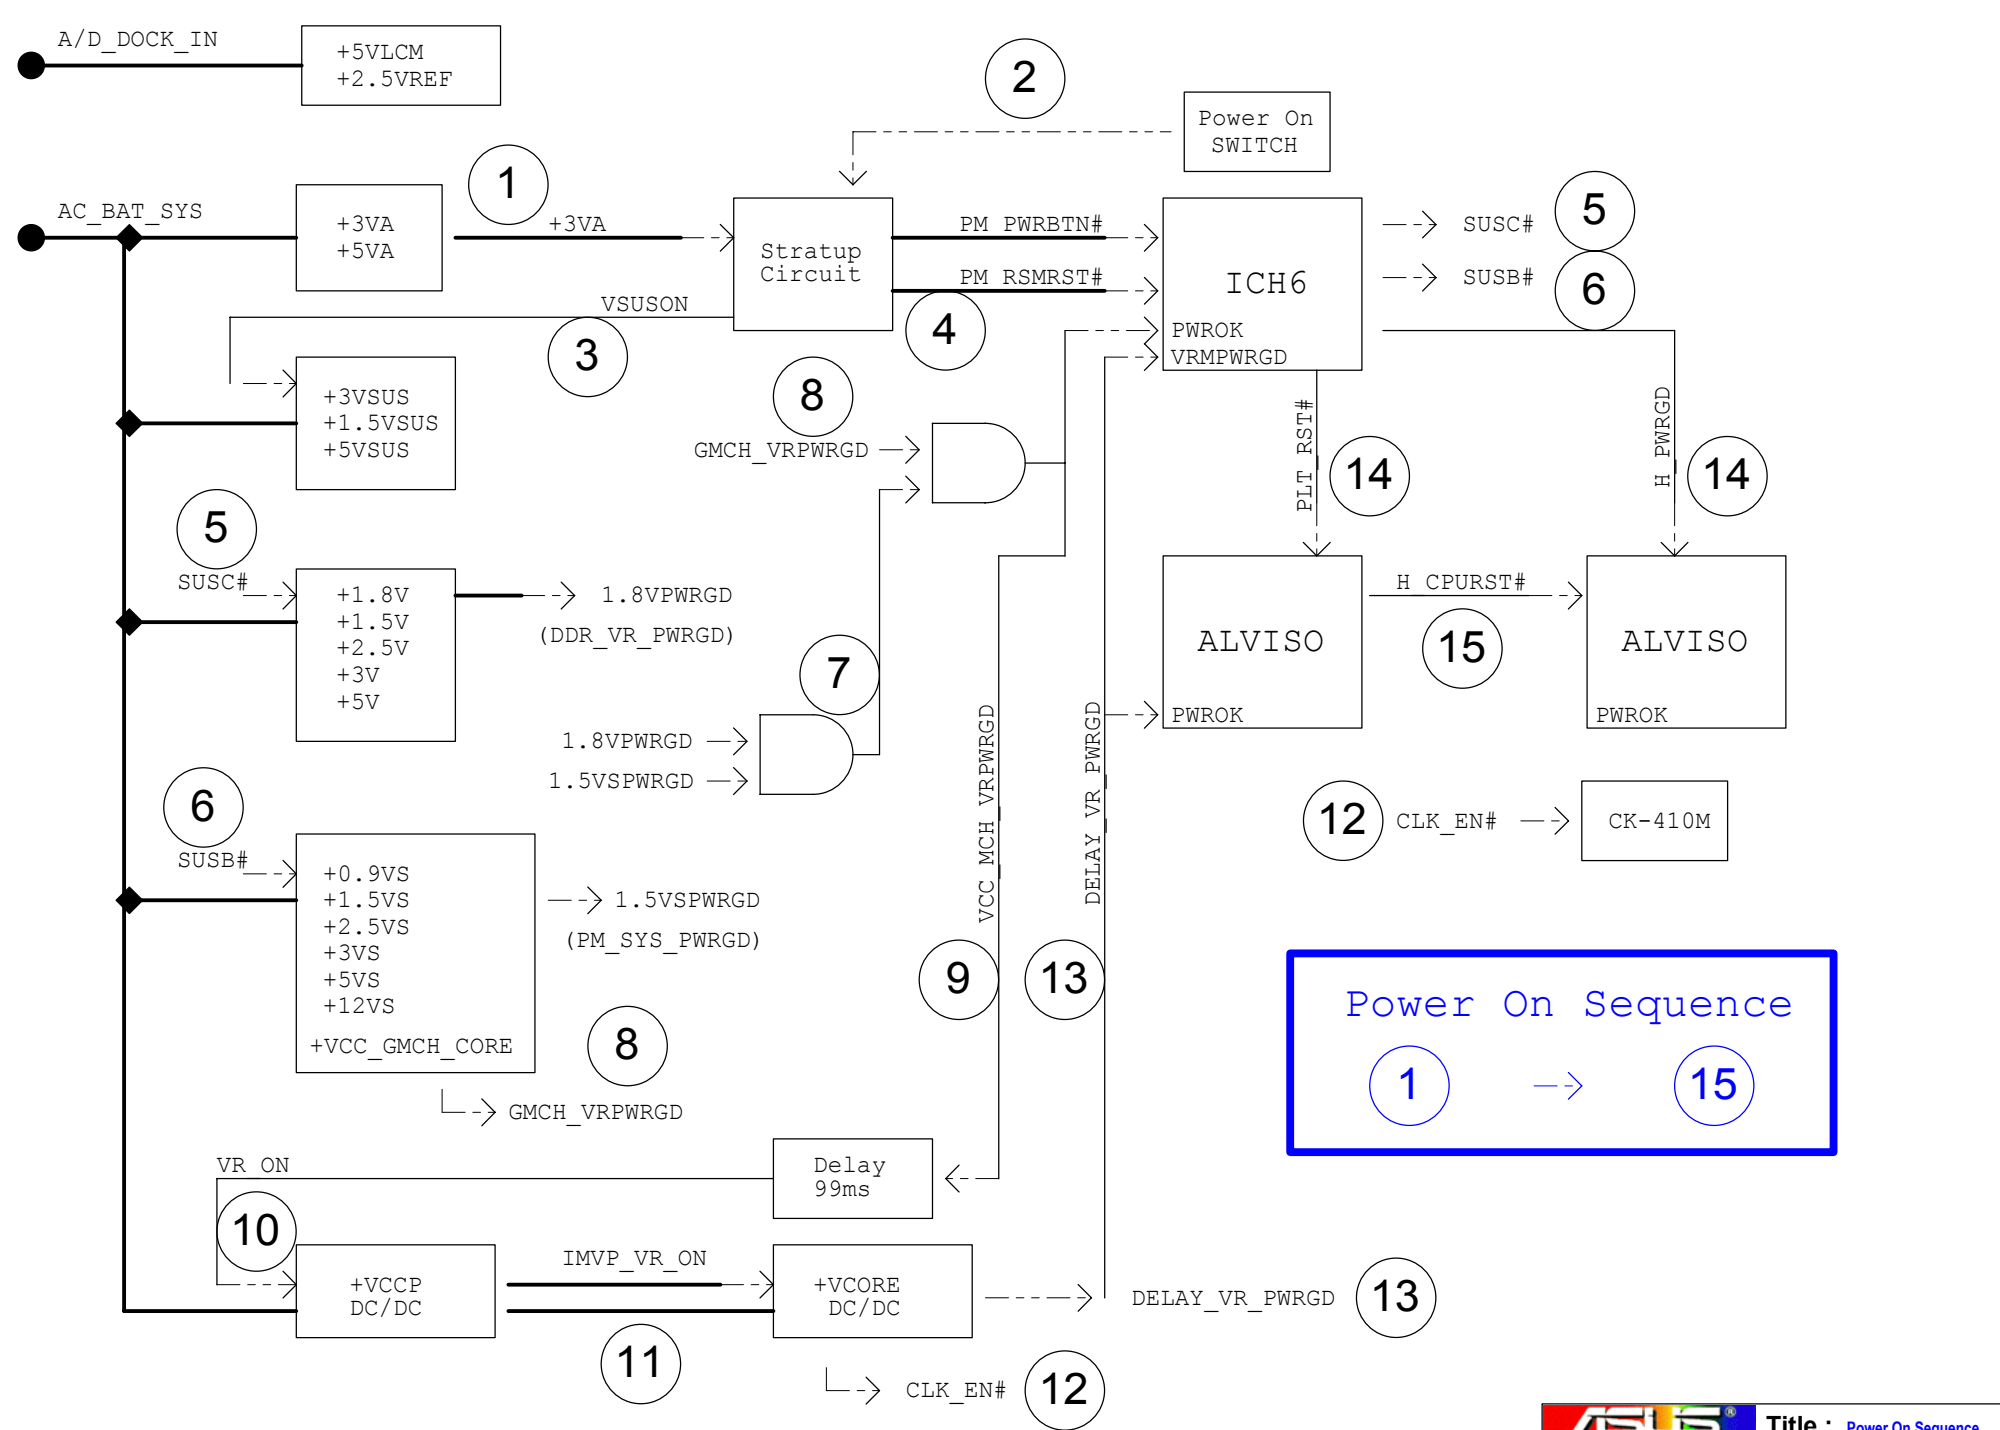 A/D_DOCK_IN
+5VLCM
+2.5VREF
2
Power On
SWITCH
1
AC_BAT_SYS
+3VA
+5VA
+3VA
Stratup
Circuit
PM_PWRBTN#
PM_RSMRST#
4
ICH6
PWROK
VRMPWRGD
SUSC#
5
SUSB#
6
VSUSON
3
+3VSUS
+1.5VSUS
+5VSUS
8
GMCH_VRPWRGD
PLT_RST#
14
H_PWRGD
14
5
SUSC#
+1.8V
+1.5V
+2.5V
+3V
+5V
1.8VPWRGD
(DDR_VR_PWRGD)
7
1.8VPWRGD
1.5VSPWRGD
ALVISO
PWROK
H_CPURST#
15
ALVISO
PWROK
VCC_MCH_VRPWRGD
9
DELAY_VR_PWRGD
13
12
CLK_EN#
CK-410M
6
SUSB#
+0.9VS
+1.5VS
+2.5VS
+3VS
+5VS
+12VS
+VCC_GMCH_CORE
1.5VSPWRGD
(PM_SYS_PWRGD)
8
GMCH_VRPWRGD
Power On Sequence
1
15
VR_ON
Delay
99ms
10
+VCCP
DC/DC
IMVP_VR_ON
11
+VCORE
DC/DC
DELAY_VR_PWRGD
13
CLK_EN#
12
ASUS ®
Title : Power On Sequence